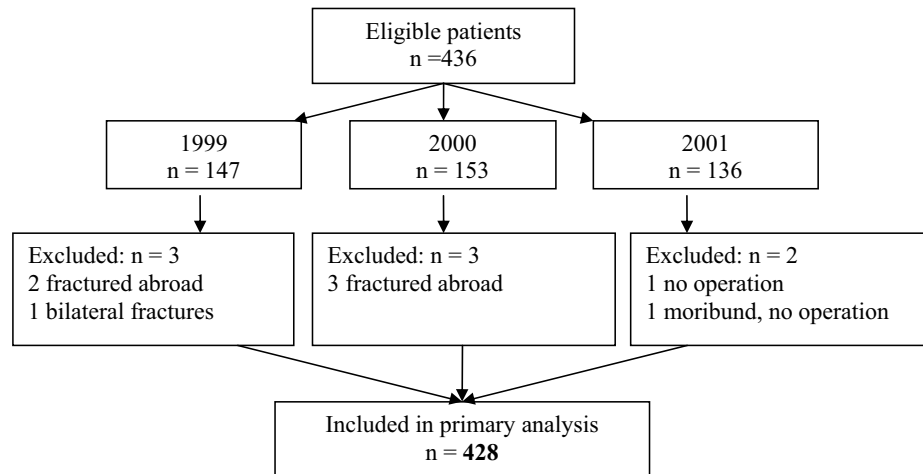 Eligible patients
n =436
1999
n = 147
2000
n = 153
2001
n = 136
Excluded: n = 3
2 fractured abroad
1 bilateral fractures
Excluded: n = 3
3 fractured abroad
Excluded: n = 2
1 no operation
1 moribund, no operation
Included in primary analysis
n = 428